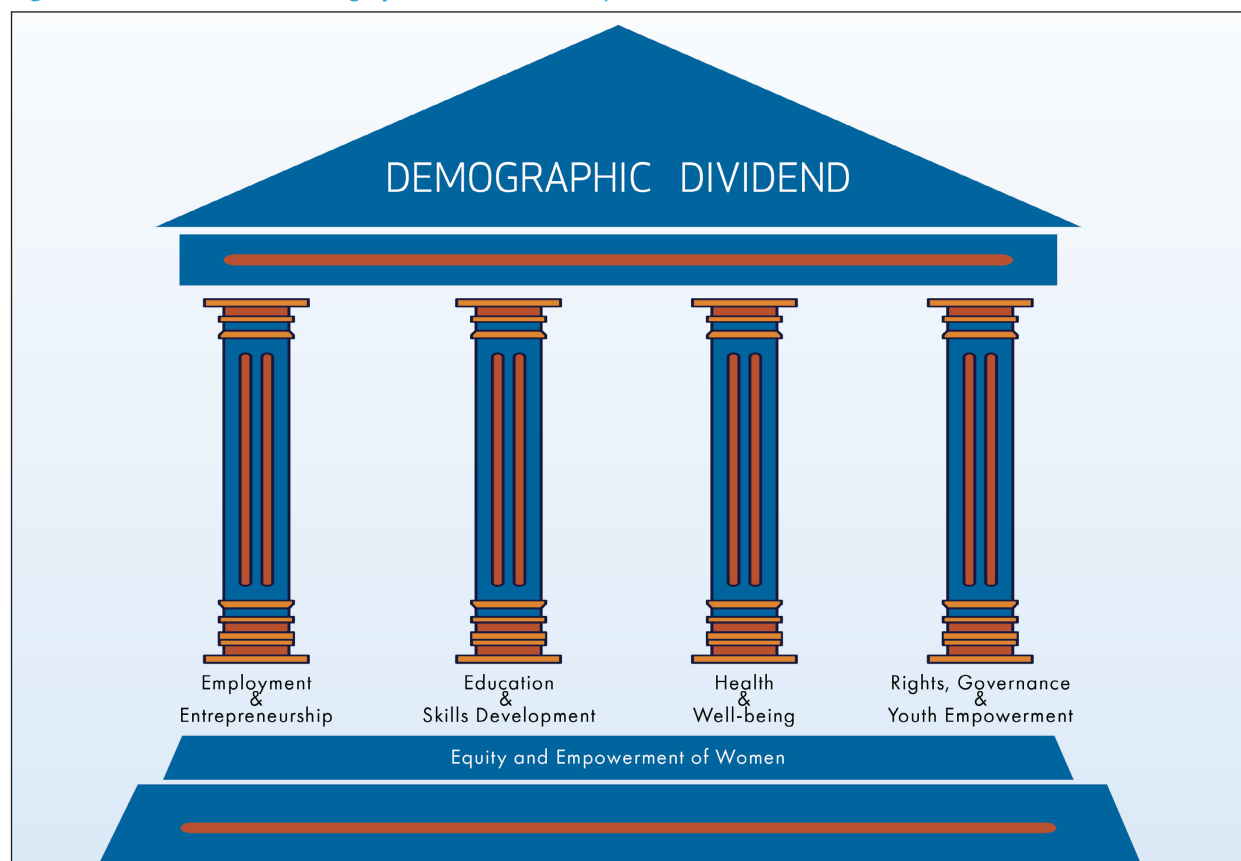 DEMOGRAPHIC DIVIDEND
Employment
&
Entrepreneurship
Education
&
Skills Development
Health
&
Well-being
Rights, Governance
&
Youth Empowerment
Equity and Empowerment of Women